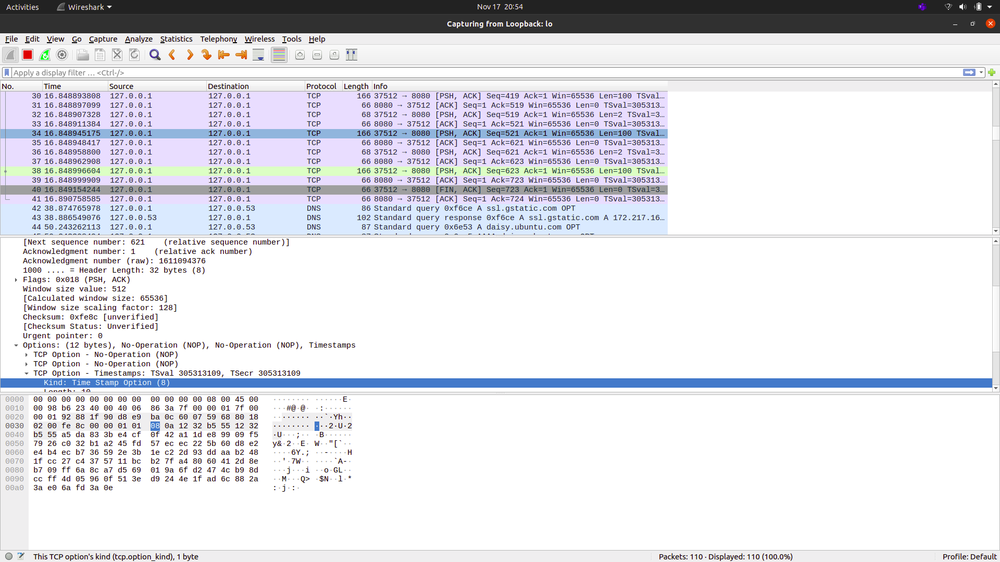 Activities Wireshark Nov 17 20:54
Capturing from Loopback: lo
File Edit View Go Capture Analyze Statistics Telephony Wireless Tools Help
Apply a display filter … <Ctrl-/>
No. Time Source Destination Protocol Length Info
30 16.848893808 127.0.0.1 127.0.0.1 TCP 166 37512 → 8080 [PSH, ACK] Seq=419 Ack=1 Win=65536 Len=100 TSval…
31 16.848897099 127.0.0.1 127.0.0.1 TCP 66 8080 → 37512 [ACK] Seq=1 Ack=519 Win=65536 Len=0 TSval=305313…
32 16.848907328 127.0.0.1 127.0.0.1 TCP 68 37512 → 8080 [PSH, ACK] Seq=519 Ack=1 Win=65536 Len=2 TSval=3…
33 16.848911384 127.0.0.1 127.0.0.1 TCP 66 8080 → 37512 [ACK] Seq=1 Ack=521 Win=65536 Len=0 TSval=305313…
34 16.848945175 127.0.0.1 127.0.0.1 TCP 166 37512 → 8080 [PSH, ACK] Seq=521 Ack=1 Win=65536 Len=100 TSval…
35 16.848948417 127.0.0.1 127.0.0.1 TCP 66 8080 → 37512 [ACK] Seq=1 Ack=621 Win=65536 Len=0 TSval=305313…
36 16.848958800 127.0.0.1 127.0.0.1 TCP 68 37512 → 8080 [PSH, ACK] Seq=621 Ack=1 Win=65536 Len=2 TSval=3…
37 16.848962908 127.0.0.1 127.0.0.1 TCP 66 8080 → 37512 [ACK] Seq=1 Ack=623 Win=65536 Len=0 TSval=305313…
38 16.848996604 127.0.0.1 127.0.0.1 TCP 166 37512 → 8080 [PSH, ACK] Seq=623 Ack=1 Win=65536 Len=100 TSval…
39 16.848999909 127.0.0.1 127.0.0.1 TCP 66 8080 → 37512 [ACK] Seq=1 Ack=723 Win=65536 Len=0 TSval=305313…
40 16.849154244 127.0.0.1 127.0.0.1 TCP 66 37512 → 8080 [FIN, ACK] Seq=723 Ack=1 Win=65536 Len=0 TSval=3…
41 16.890758585 127.0.0.1 127.0.0.1 TCP 66 8080 → 37512 [ACK] Seq=1 Ack=724 Win=65536 Len=0 TSval=305313…
42 38.874765978 127.0.0.1 127.0.0.53 DNS 86 Standard query 0xf6ce A ssl.gstatic.com OPT
43 38.886549076 127.0.0.53 127.0.0.1 DNS 102 Standard query response 0xf6ce A ssl.gstatic.com A 172.217.16…
44 50.243262113 127.0.0.1 127.0.0.53 DNS 87 Standard query 0x6e53 A daisy.ubuntu.com OPT
[Next sequence number: 621 (relative sequence number)]
Acknowledgment number: 1 (relative ack number)
Acknowledgment number (raw): 1611094376
1000 .... = Header Length: 32 bytes (8)
Flags: 0x018 (PSH, ACK)
Window size value: 512
[Calculated window size: 65536]
[Window size scaling factor: 128]
Checksum: 0xfe8c [unverified]
[Checksum Status: Unverified]
Urgent pointer: 0
Options: (12 bytes), No-Operation (NOP), No-Operation (NOP), Timestamps
TCP Option - No-Operation (NOP)
TCP Option - No-Operation (NOP)
TCP Option - Timestamps: TSval 305313109, TSecr 305313109
Kind: Time Stamp Option (8)
Length: 10
0000 00 00 00 00 00 00 00 00 00 00 00 00 08 00 45 00 ········ ······E·
0010 00 98 b6 23 40 00 40 06 86 3a 7f 00 00 01 7f 00 ···#@·@· ·:······
0020 00 01 92 88 1f 90 d8 e9 ba 0c 60 07 59 68 80 18 ········ ··`·Yh··
0030 02 00 fe 8c 00 00 01 01 08 0a 12 32 b5 55 12 32 ········ ···2·U·2
0040 b5 55 a5 da 83 3b e4 cf 0f 42 a1 1d e8 99 09 f5 ·U···;·· ·B······
0050 79 26 c0 32 b1 a2 45 fd 57 ec ec 22 5b 60 d8 e2 y&·2··E· W··"[`··
0060 e4 b4 ec b7 36 59 2e 3b 1e c2 2d 93 dd aa b2 48 ····6Y.; ··-····H
0070 1f cc 27 c4 37 57 11 bc b2 7f a4 80 60 41 2d 8e ··'·7W·· ····`A-·
0080 b7 09 ff 6a 8c a7 d5 69 01 9a 6f d2 47 4c b9 8d ···j···i ··o·GL··
0090 cc ff 4d 05 96 0f 51 3e d9 24 4e 1f ad 6c 88 2a ··M···Q> ·$N··l·*
00a0 3a e0 6a fd 3a 0e :·j·:·
This TCP option's kind (tcp.option_kind), 1 byte Packets: 110 · Displayed: 110 (100.0%) Profile: Default